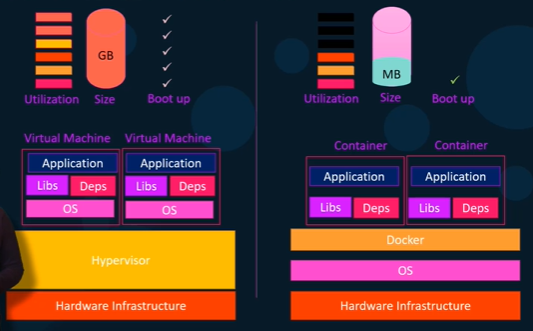 GB
Utilization
Size
Boot up
Virtual Machine
Virtual Machine
Application
Application
Libs
Deps
Libs
Deps
OS
OS
Hypervisor
Hardware Infrastructure
MB
Utilization
Size
Boot up
Container
Container
Application
Application
Libs
Deps
Libs
Deps
Docker
OS
Hardware Infrastructure